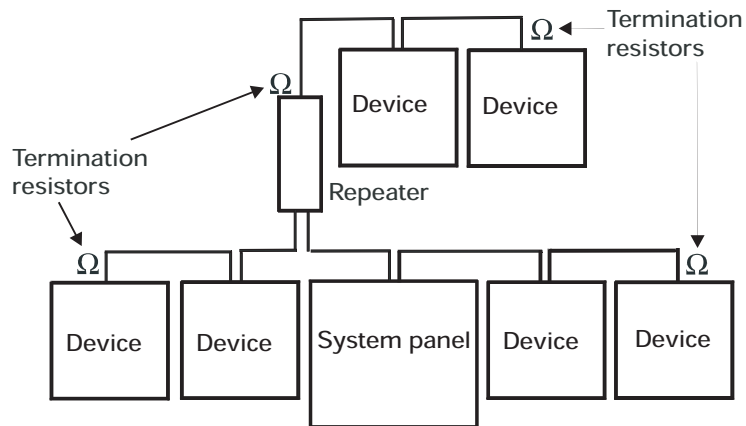 Termination
resistors
Ω
Ω
Device
Device
Termination
resistors
Repeater
Ω
Ω
Device
Device
System panel
Device
Device